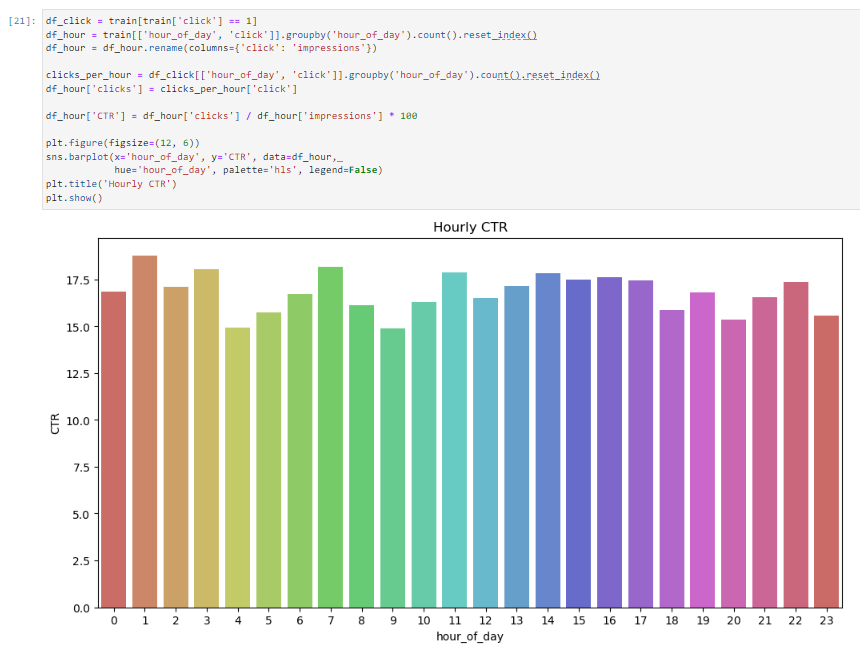 [21]: df_click = train[train['click'] == 1]
df_hour = train[['hour_of_day', 'click']].groupby('hour_of_day').count().reset_index()
df_hour = df_hour.rename(columns={'click': 'impressions'})
clicks_per_hour = df_click[['hour_of_day', 'click']].groupby('hour_of_day').count().reset_index()
df_hour['clicks'] = clicks_per_hour['click']
df_hour['CTR'] = df_hour['clicks'] / df_hour['impressions'] * 100
plt.figure(figsize=(12, 6))
sns.barplot(x='hour_of_day', y='CTR', data=df_hour,_
hue='hour_of_day', palette='hls', legend=False)
plt.title('Hourly CTR')
plt.show()
Hourly CTR
17.5
15.0
12.5
10.0
CTR
7.5
5.0
2.5
0.0
0 1 2 3 4 5 6 7 8 9 10 11 12 13 14 15 16 17 18 19 20 21 22 23
hour_of_day